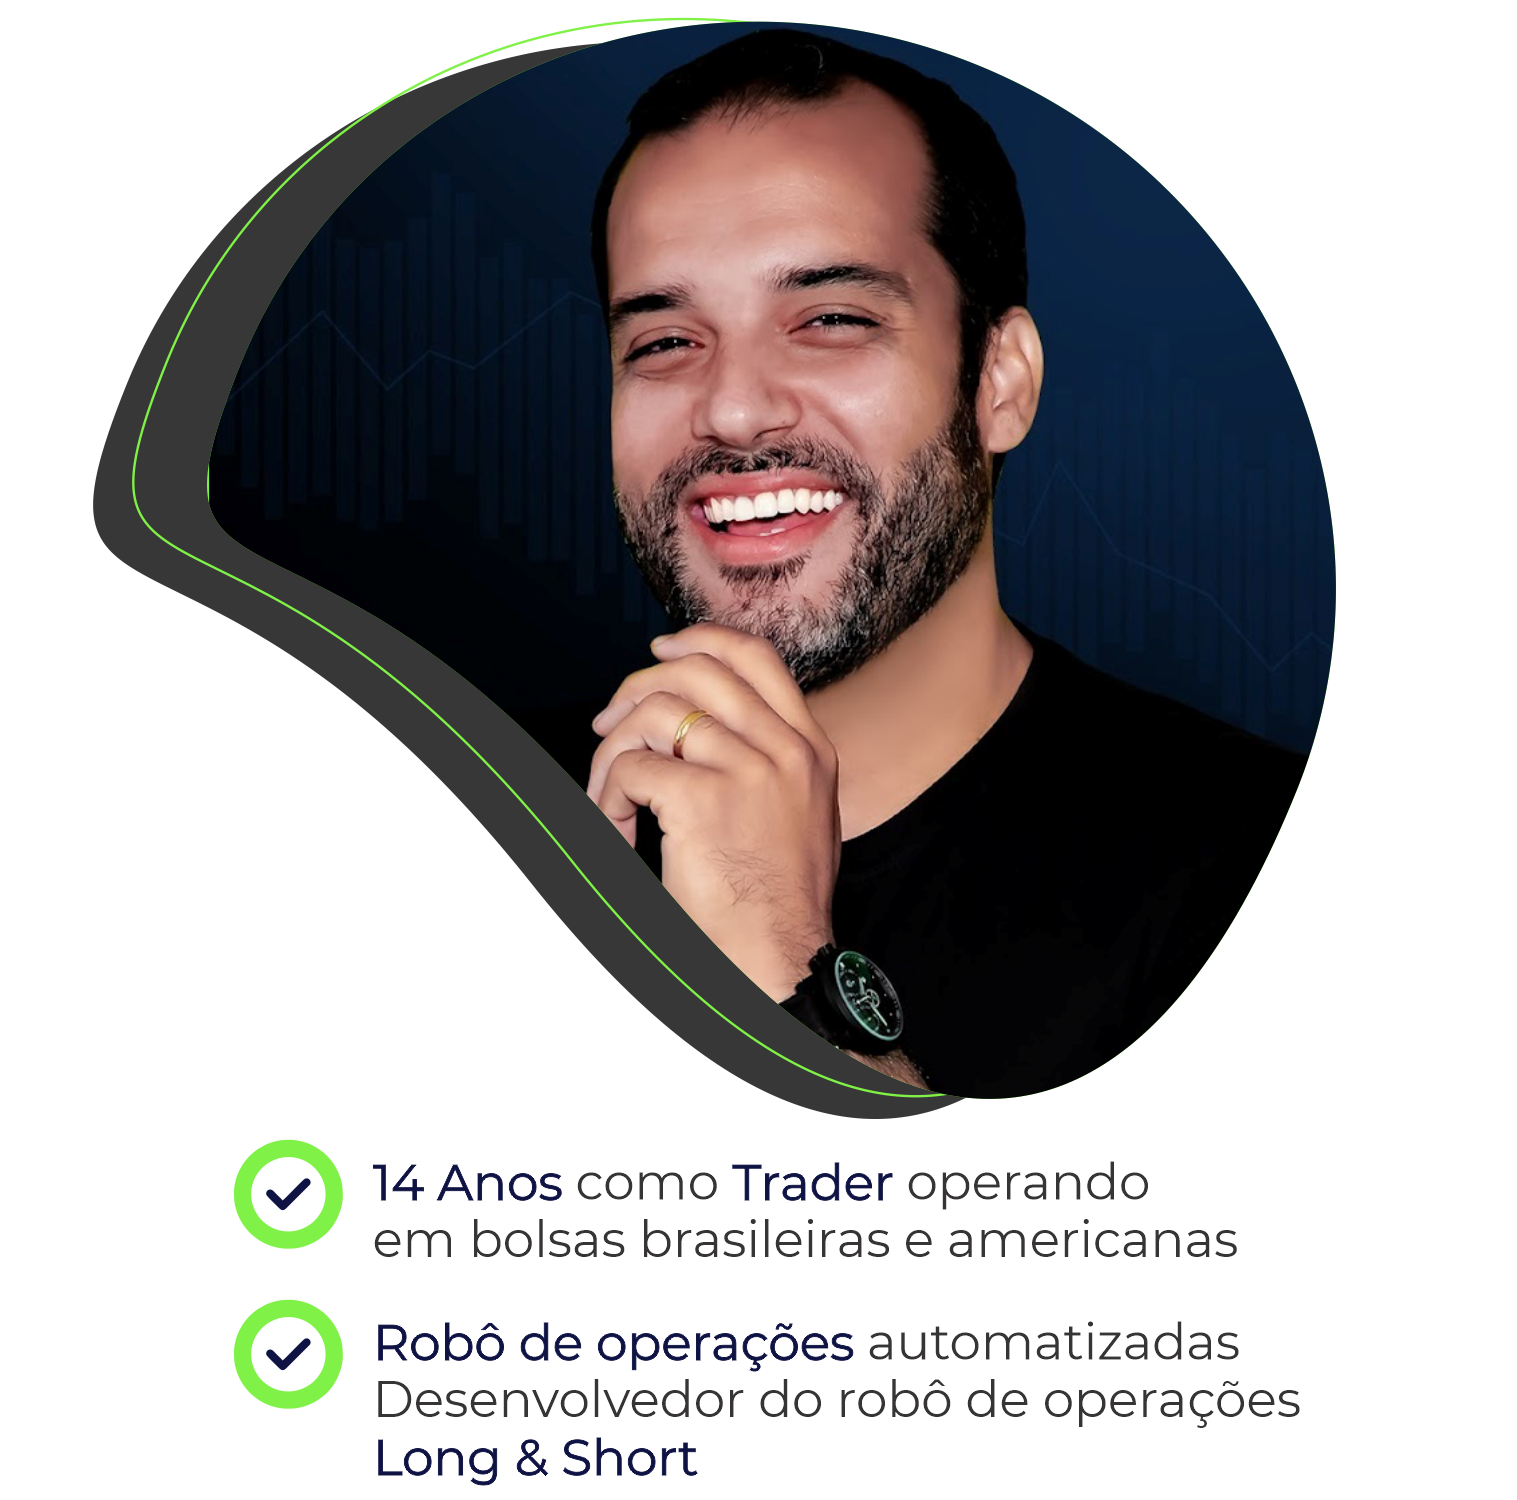 14 Anos como Trader operando
em bolsas brasileiras e americanas
Robô de operações automatizadas
Desenvolvedor do robô de operações
Long & Short